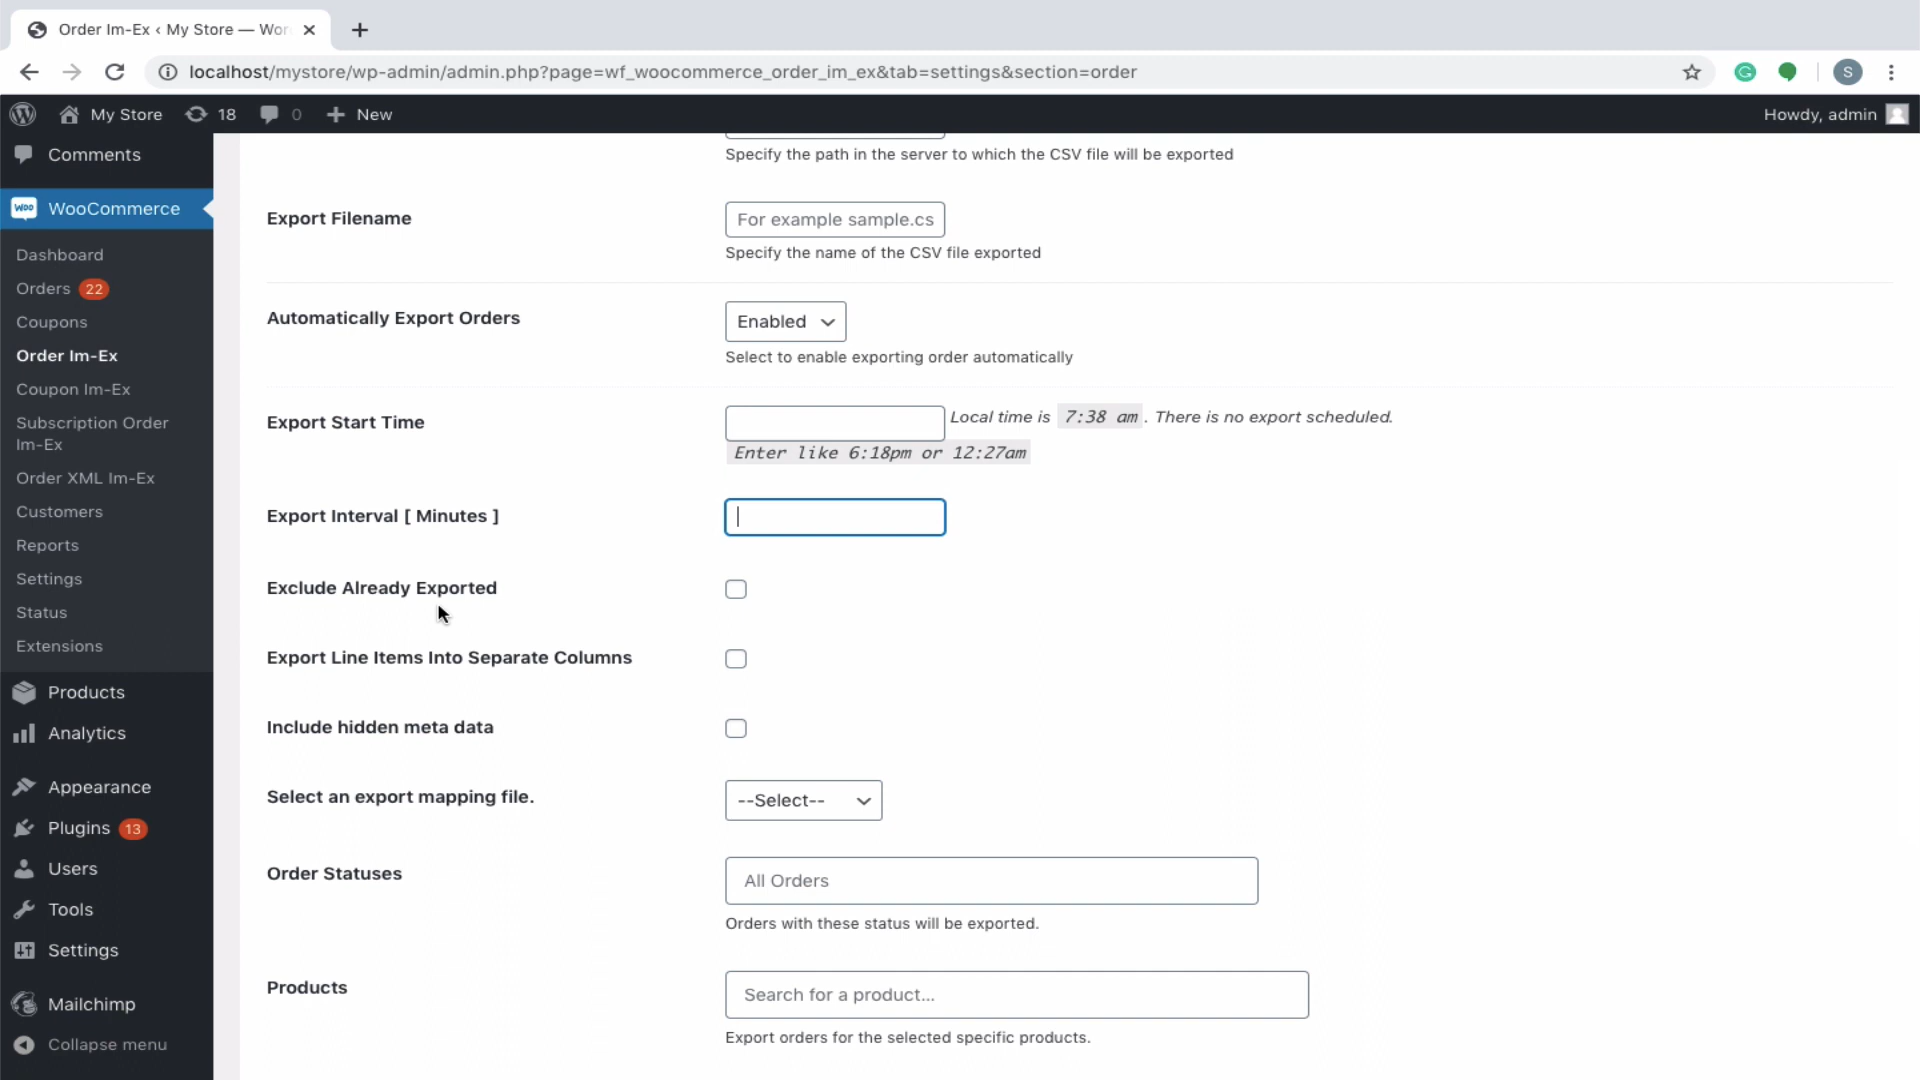 Order Im-Ex ‹ My Store — Wor
localhost/mystore/wp-admin/admin.php?page=wf_woocommerce_order_im_ex&tab=settings&section=order
S
My Store
18
0
New
Howdy, admin
Comments
WooCommerce
Dashboard
Orders 22
Coupons
Order Im-Ex
Coupon Im-Ex
Subscription Order
Im-Ex
Order XML Im-Ex
Customers
Reports
Settings
Status
Extensions
Products
Analytics
Appearance
Plugins 13
Users
Tools
Settings
Mailchimp
Collapse menu
Specify the path in the server to which the CSV file will be exported
Export Filename
For example sample.cs
Specify the name of the CSV file exported
Automatically Export Orders
Enabled
Select to enable exporting order automatically
Export Start Time
Local time is 7:38 am . There is no export scheduled.
Enter like 6:18pm or 12:27am
Export Interval [ Minutes ]
Exclude Already Exported
Export Line Items Into Separate Columns
Include hidden meta data
Select an export mapping file.
--Select--
Order Statuses
All Orders
Orders with these status will be exported.
Products
Search for a product...
Export orders for the selected specific products.